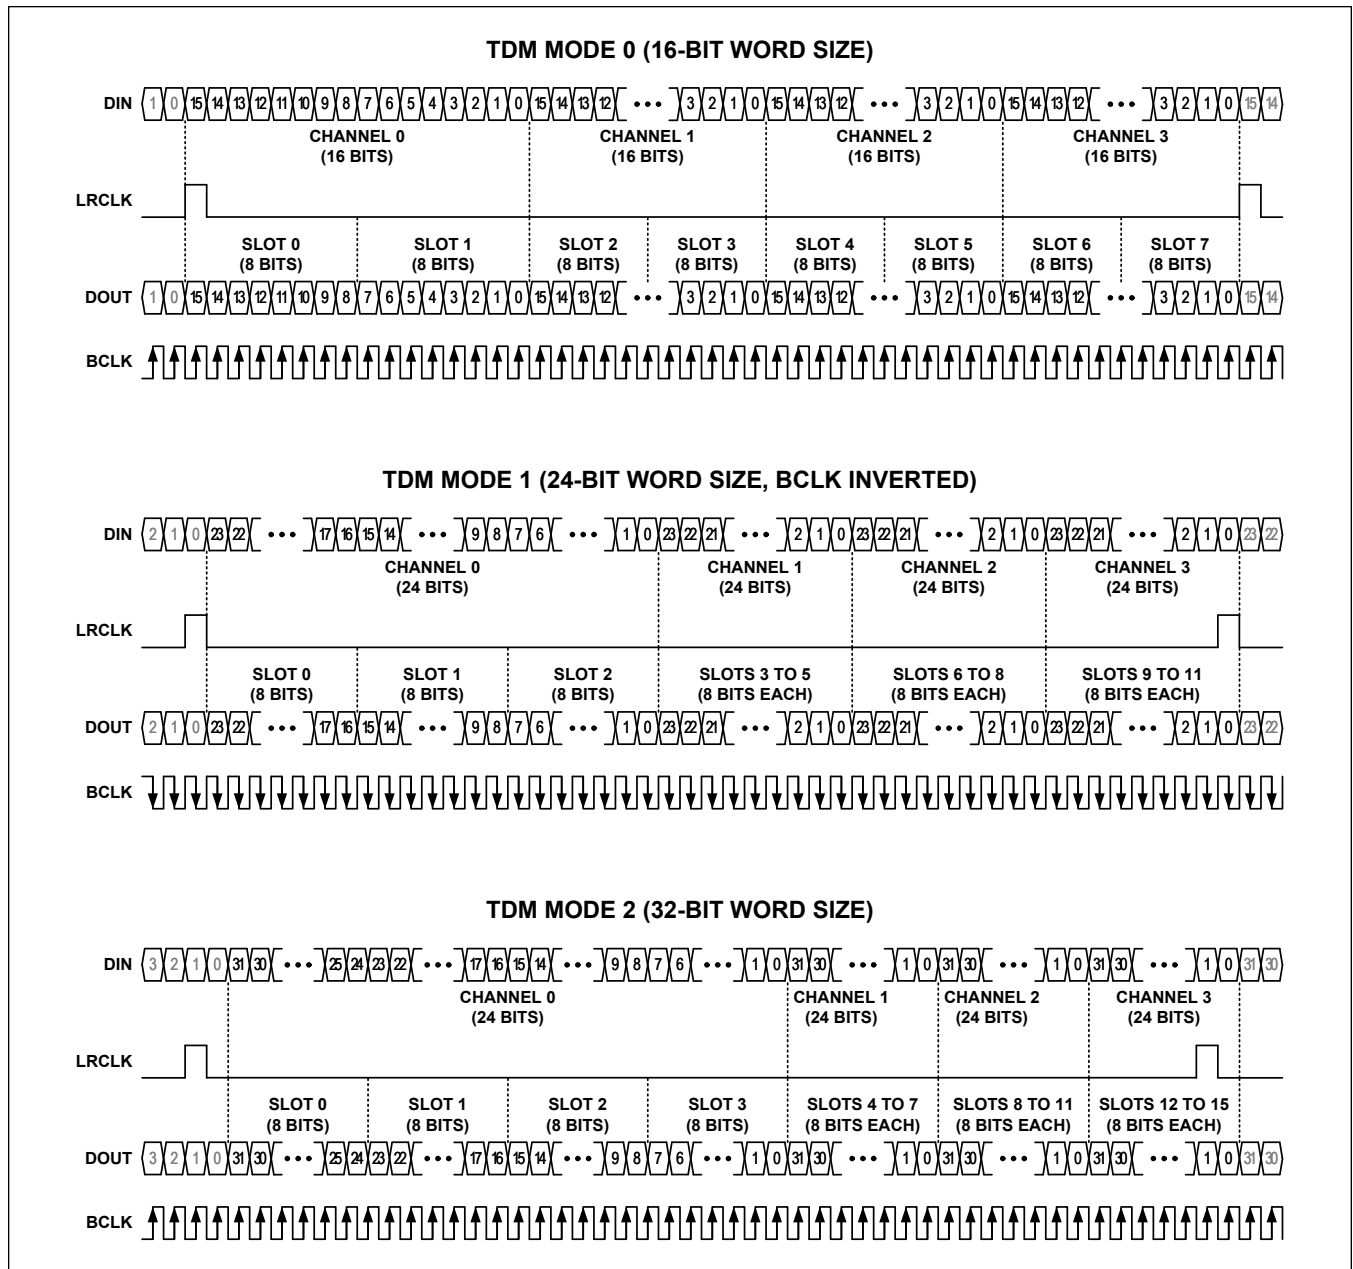 TDM MODE 0 (16-BIT WORD SIZE)
DIN 1 0 15 14 13 12 11 10 9 8 7 6 5 4 3 2 1 0 15 14 13 12 ••• 3 2 1 0 15 14 13 12 ••• 3 2 1 0 15 14 13 12 ••• 3 2 1 0 15 14
CHANNEL 0 CHANNEL 1 CHANNEL 2 CHANNEL 3
(16 BITS) (16 BITS) (16 BITS) (16 BITS)
LRCLK
SLOT 0 SLOT 1 SLOT 2 SLOT 3 SLOT 4 SLOT 5 SLOT 6 SLOT 7
(8 BITS) (8 BITS) (8 BITS) (8 BITS) (8 BITS) (8 BITS) (8 BITS) (8 BITS)
DOUT 1 0 15 14 13 12 11 10 9 8 7 6 5 4 3 2 1 0 15 14 13 12 ••• 3 2 1 0 15 14 13 12 ••• 3 2 1 0 15 14 13 12 ••• 3 2 1 0 15 14
BCLK
TDM MODE 1 (24-BIT WORD SIZE, BCLK INVERTED)
DIN 2 1 0 23 22 ••• 17 16 15 14 ••• 9 8 7 6 ••• 1 0 23 22 21 ••• 2 1 0 23 22 21 ••• 2 1 0 23 22 21 ••• 2 1 0 23 22
CHANNEL 0 CHANNEL 1 CHANNEL 2 CHANNEL 3
(24 BITS) (24 BITS) (24 BITS) (24 BITS)
LRCLK
SLOT 0 SLOT 1 SLOT 2 SLOTS 3 TO 5 SLOTS 6 TO 8 SLOTS 9 TO 11
(8 BITS) (8 BITS) (8 BITS) (8 BITS EACH) (8 BITS EACH) (8 BITS EACH)
DOUT 2 1 0 23 22 ••• 17 16 15 14 ••• 9 8 7 6 ••• 1 0 23 22 21 ••• 2 1 0 23 22 21 ••• 2 1 0 23 22 21 ••• 2 1 0 23 22
BCLK
TDM MODE 2 (32-BIT WORD SIZE)
DIN 3 2 1 0 31 30 ••• 25 24 23 22 ••• 17 16 15 14 ••• 9 8 7 6 ••• 1 0 31 30 ••• 1 0 31 30 ••• 1 0 31 30 ••• 1 0 31 30
CHANNEL 0 CHANNEL 1 CHANNEL 2 CHANNEL 3
(24 BITS) (24 BITS) (24 BITS) (24 BITS)
LRCLK
SLOT 0 SLOT 1 SLOT 2 SLOT 3 SLOTS 4 TO 7 SLOTS 8 TO 11 SLOTS 12 TO 15
(8 BITS) (8 BITS) (8 BITS) (8 BITS) (8 BITS EACH) (8 BITS EACH) (8 BITS EACH)
DOUT 3 2 1 0 31 30 ••• 25 24 23 22 ••• 17 16 15 14 ••• 9 8 7 6 ••• 1 0 31 30 ••• 1 0 31 30 ••• 1 0 31 30 ••• 1 0 31 30
BCLK